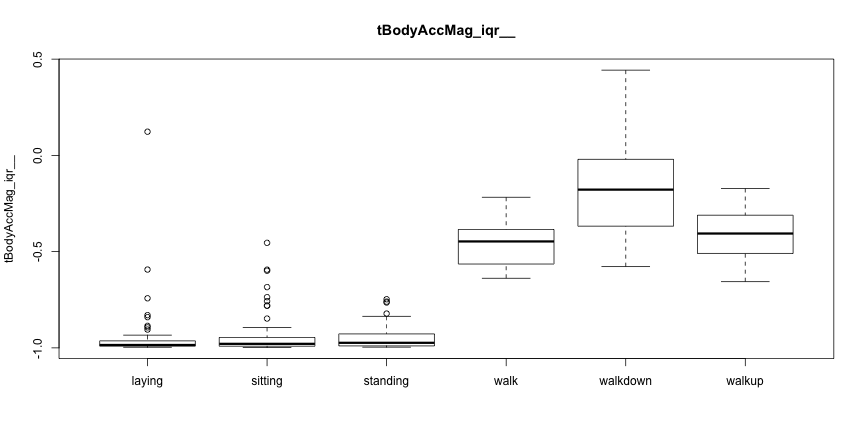 tBodyAccMag_iqr__
tBodyAccMag_iqr__
0.5
0.0
-0.5
-1.0
laying sitting standing walk walkdown walkup